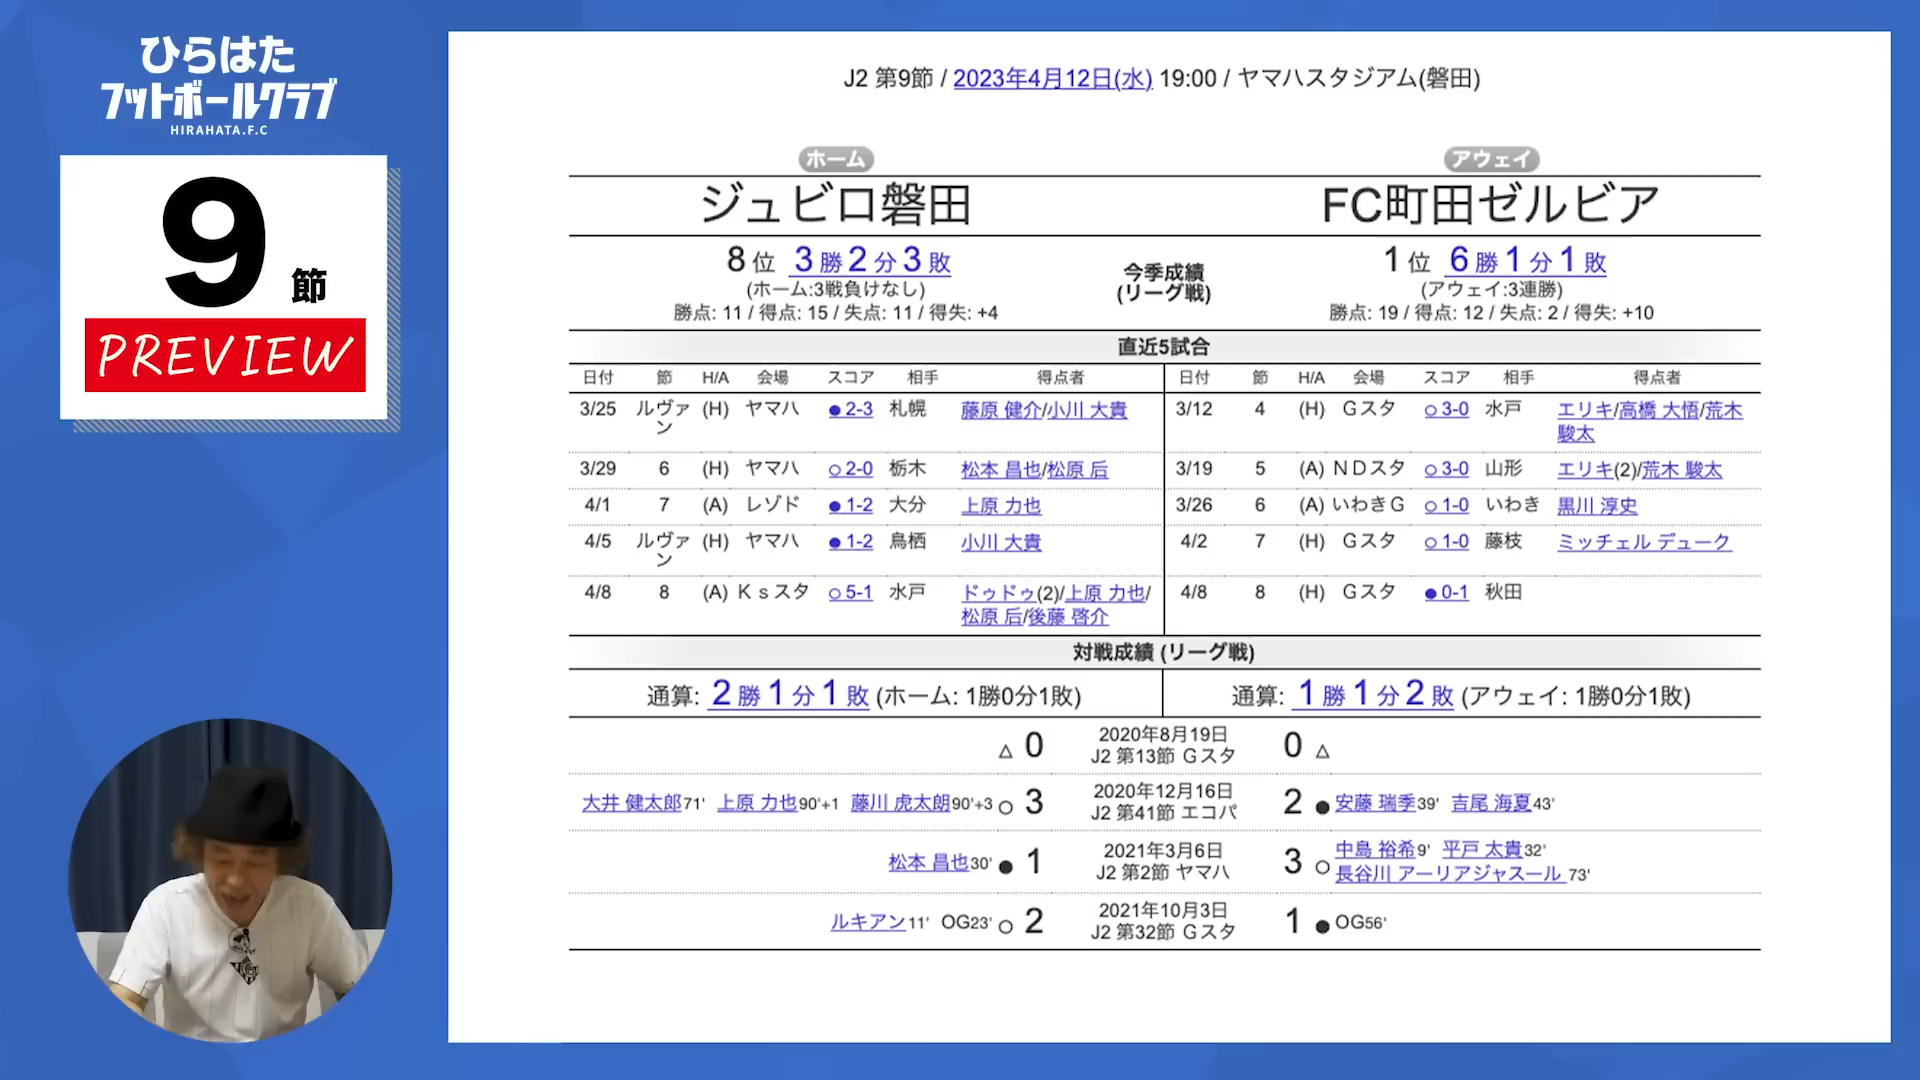 ひらはた
フットボールクラブ
HIRAHATA.F.C
9節
PREVIEW
J2 第9節 / 2023年4月12日(水) 19:00 / ヤマハスタジアム(磐田)
ホーム アウェイ
ジュビロ磐田 FC町田ゼルビア
8位 3勝2分3敗 今季成績 1位 6勝1分1敗
(ホーム:3戦負けなし) (リーグ戦) (アウェイ:3連勝)
勝点: 11 / 得点: 15 / 失点: 11 / 得失: +4 勝点: 19 / 得点: 12 / 失点: 2 / 得失: +10
直近5試合
日付 節 H/A 会場 スコア 相手 得点者 日付 節 H/A 会場 スコア 相手 得点者
3/25 ルヴァン (H) ヤマハ ●2-3 札幌 藤原 健介/小川 大貴 3/12 4 (H) Gスタ ○3-0 水戸 エリキ/高橋 大悟/荒木 駿太
3/29 6 (H) ヤマハ ○2-0 栃木 松本 昌也/松原 后 3/19 5 (A) NDスタ ○3-0 山形 エリキ(2)/荒木 駿太
4/1 7 (A) レゾド ●1-2 大分 上原 力也 3/26 6 (A) いわきG ○1-0 いわき 黒川 淳史
4/5 ルヴァン (H) ヤマハ ●1-2 鳥栖 小川 大貴 4/2 7 (H) Gスタ ○1-0 藤枝 ミッチェル デューク
4/8 8 (A) Ksスタ ○5-1 水戸 ドゥドゥ(2)/上原 力也/松原 后/後藤 啓介 4/8 8 (H) Gスタ ●0-1 秋田
対戦成績 (リーグ戦)
通算: 2勝1分1敗 (ホーム: 1勝0分1敗) 通算: 1勝1分2敗 (アウェイ: 1勝0分1敗)
△ 0 2020年8月19日 J2 第13節 Gスタ 0 △
大井 健太郎71' 上原 力也90'+1 藤川 虎太朗90'+3 ○ 3 2020年12月16日 J2 第41節 エコパ 2 ● 安藤 瑞季39' 吉尾 海夏43'
松本 昌也30' ● 1 2021年3月6日 J2 第2節 ヤマハ 3 ○ 中島 裕希9' 平戸 太貴32' 長谷川 アーリアジャスール 73'
ルキアン11' OG23' ○ 2 2021年10月3日 J2 第32節 Gスタ 1 ● OG56'